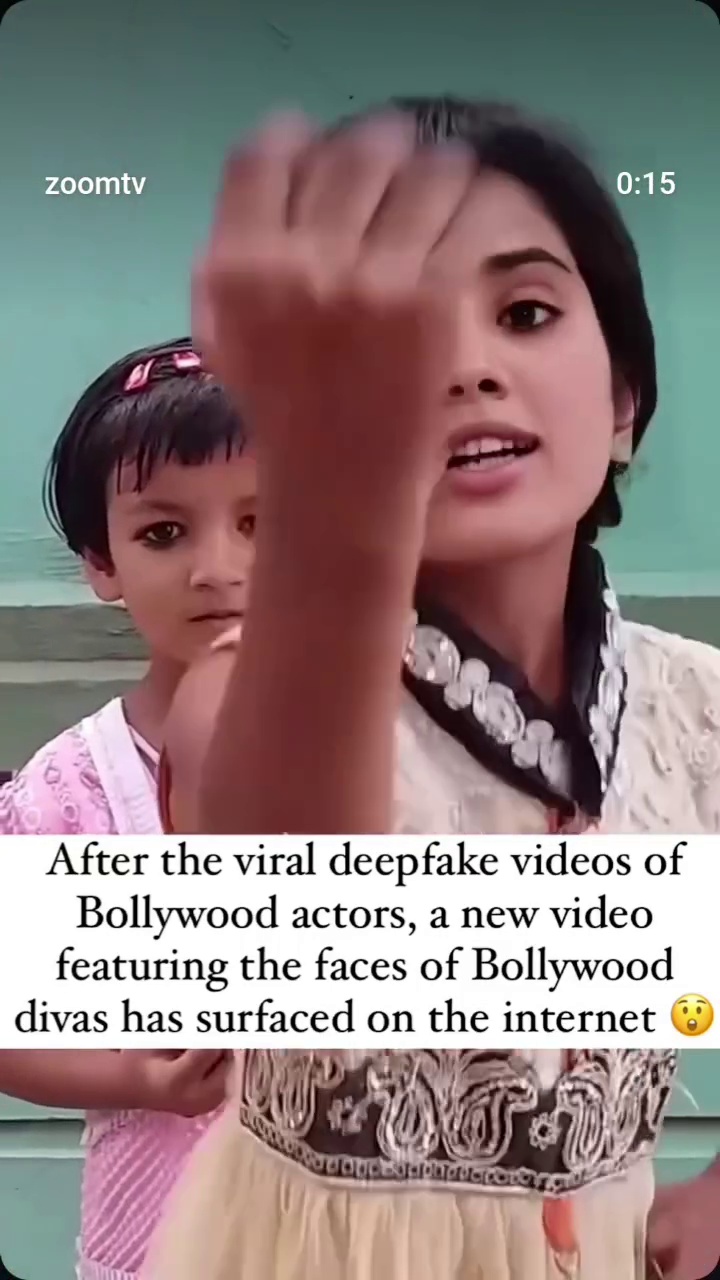 zoomtv
0:15
After the viral deepfake videos of
Bollywood actors, a new video
featuring the faces of Bollywood
divas has surfaced on the internet 😲